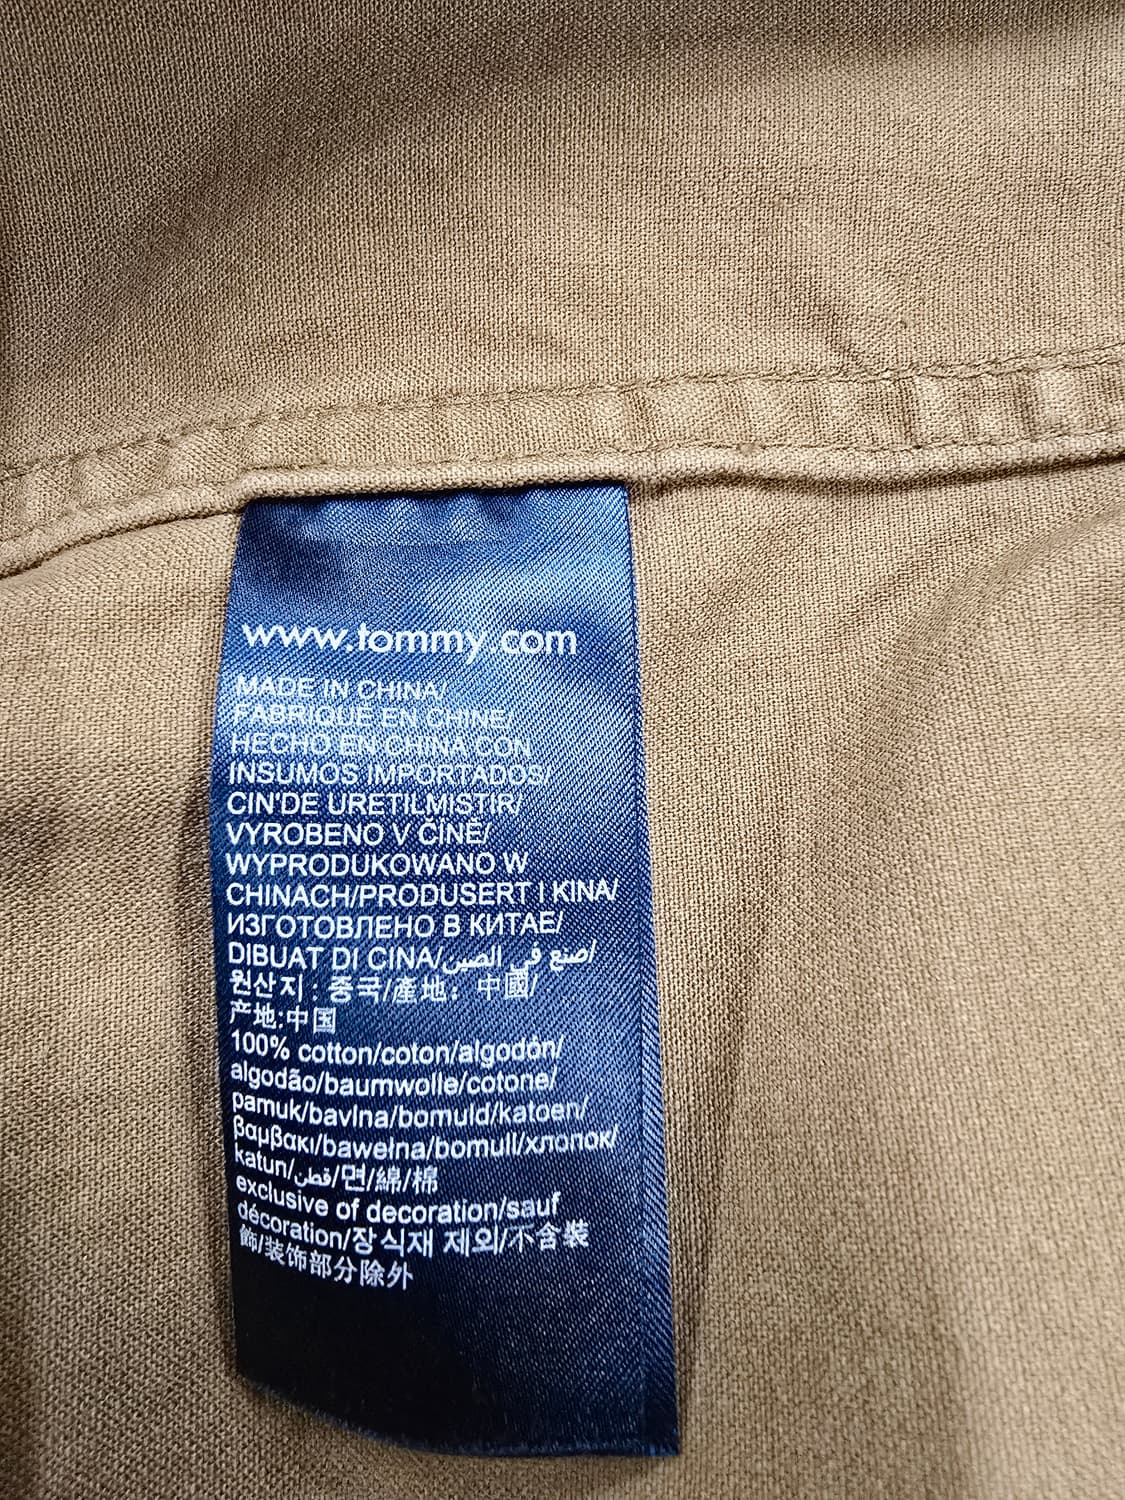 www.tommy.com
MADE IN CHINA/
FABRIQUE EN CHINE/
HECHO EN CHINA CON
INSUMOS IMPORTADOS/
CIN'DE URETILMISTIR/
VYROBENO V ČÍNĚ/
WYPRODUKOWANO W
CHINACH/PRODUSERT I KINA/
ИЗГОТОВЛЕНО В КИТАЕ/
DIBUAT DI CINA/صنع في الصين/
원산지 : 중국/產地：中國/
产地:中国
100% cotton/coton/algodón/
algodão/baumwolle/cotone/
pamuk/bavlna/bomuld/katoen/
βαμβακι/bawełna/bomull/хлопок/
katun/قطن/면/綿/棉
exclusive of decoration/sauf
décoration/장식재 제외/不含裝
飾/装饰部分除外